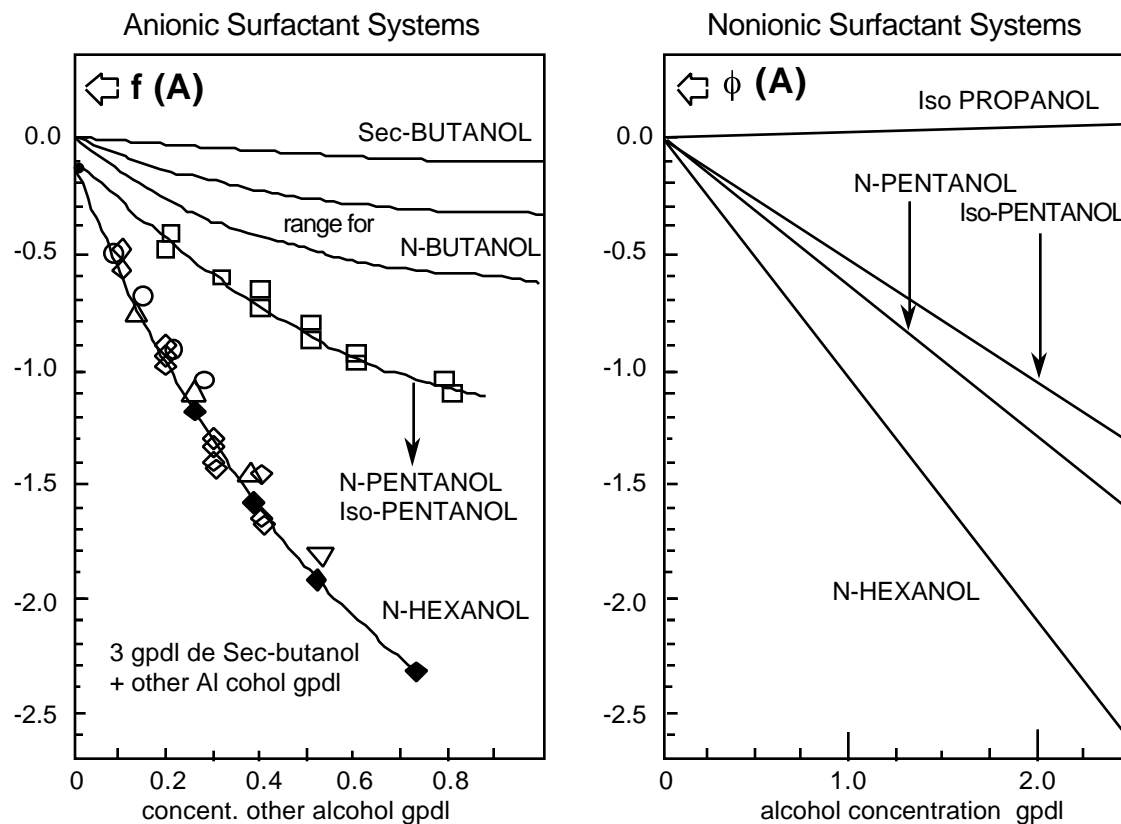 Anionic Surfactant Systems
f (A)
0.0
-0.5
-1.0
-1.5
-2.0
-2.5
Sec-BUTANOL
range for
N-BUTANOL
N-PENTANOL
Iso-PENTANOL
N-HEXANOL
3 gpdl de Sec-butanol
+ other Al cohol gpdl
0 0.2 0.4 0.6 0.8
concent. other alcohol gpdl
Nonionic Surfactant Systems
ϕ (A)
0.0
-0.5
-1.0
-1.5
-2.0
-2.5
Iso PROPANOL
N-PENTANOL
Iso-PENTANOL
N-HEXANOL
0 1.0 2.0
alcohol concentration gpdl